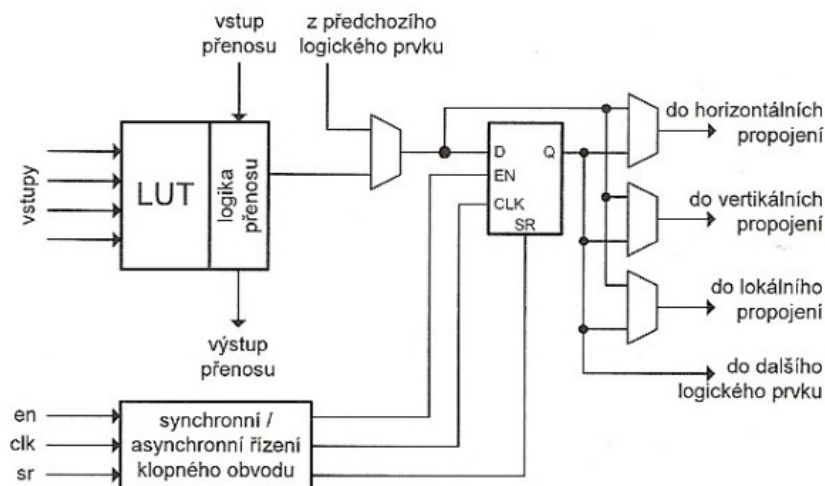 vstup
přenosu
z předchozího
logického prvku
vstupy
LUT
logika
přenosu
výstup
přenosu
D
Q
EN
CLK
SR
do horizontálních
propojení
do vertikálních
propojení
do lokálního
propojení
do dalšího
logického prvku
en
clk
sr
synchronní /
asynchronní řízení
klopného obvodu